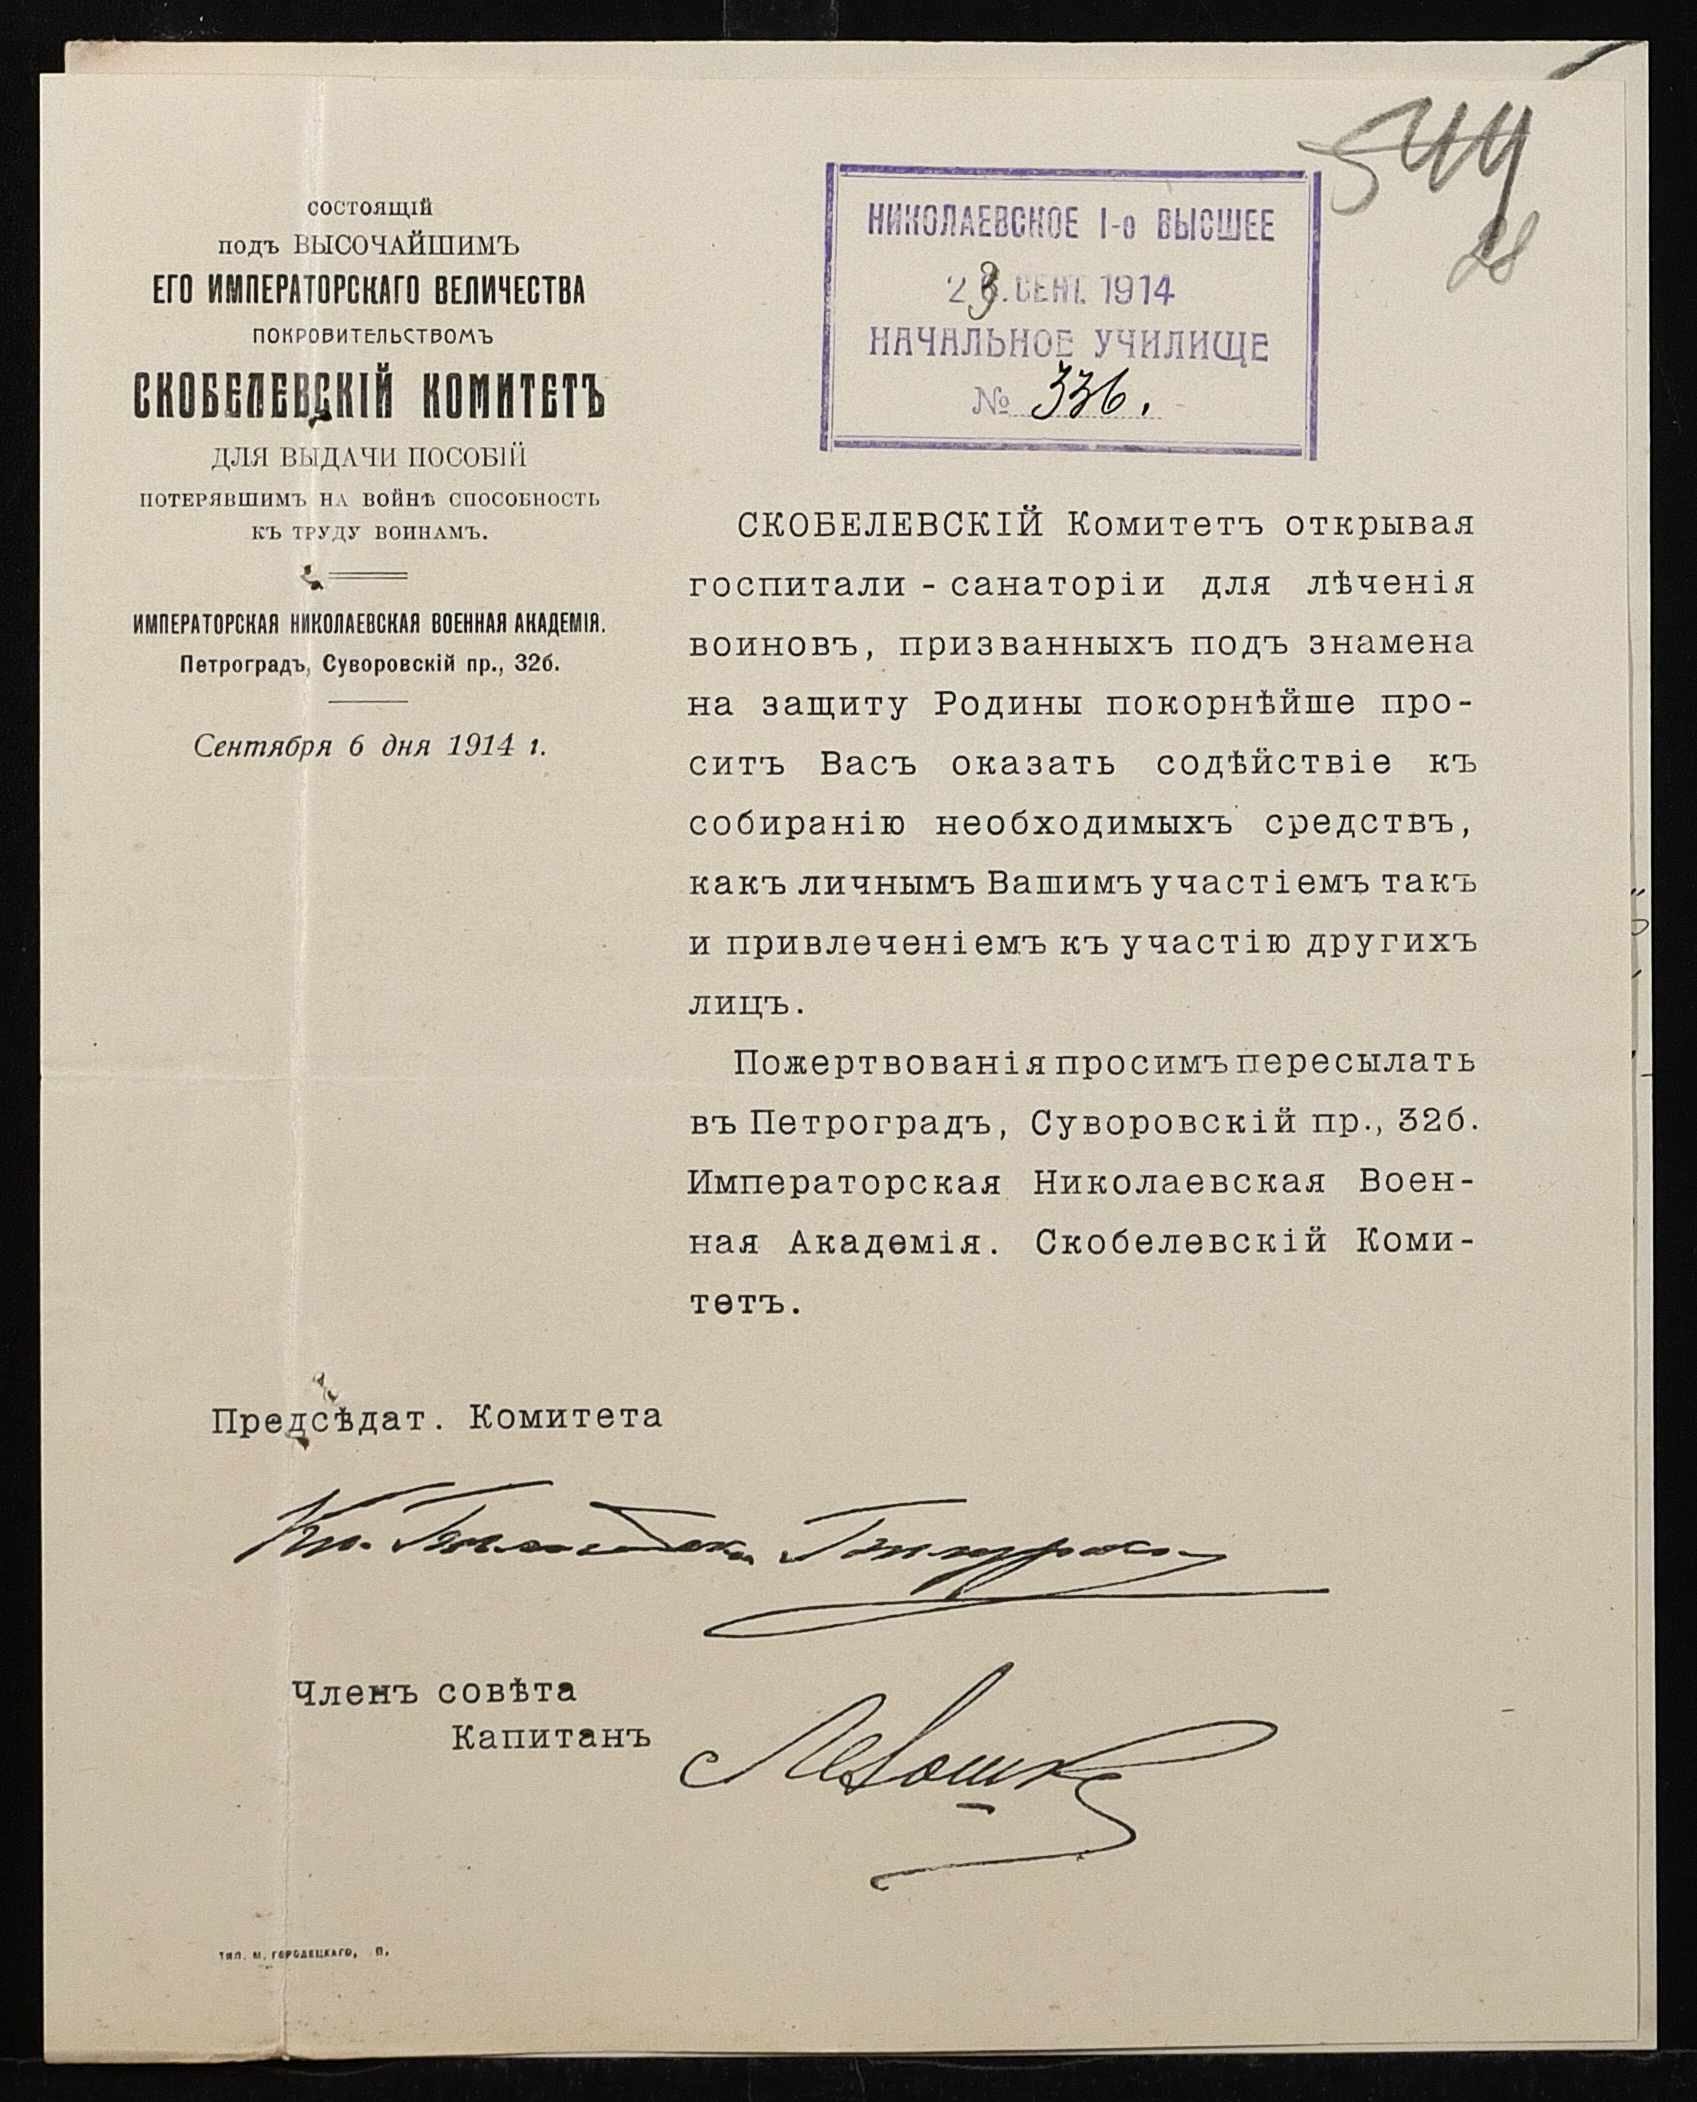 544
28
СОСТОЯЩІЙ
подъ ВЫСОЧАЙШИМЪ
ЕГО ИМПЕРАТОРСКАГО ВЕЛИЧЕСТВА
ПОКРОВИТЕЛЬСТВОМЪ
СКОБЕЛЕВСКІЙ КОМИТЕТЪ
ДЛЯ ВЫДАЧИ ПОСОБІЙ
ПОТЕРЯВШИМЪ НА ВОЙНѢ СПОСОБНОСТЬ
КЪ ТРУДУ ВОИНАМЪ.
ИМПЕРАТОРСКАЯ НИКОЛАЕВСКАЯ ВОЕННАЯ АКАДЕМІЯ.
Петроградъ, Суворовскій пр., 32б.
Сентября 6 дня 1914 г.
НИКОЛАЕВСКОЕ I-о ВЫСШЕЕ
23. СЕНТ. 1914
НАЧАЛЬНОЕ УЧИЛИЩЕ
№ 336.
СКОБЕЛЕВСКІЙ Комитетъ открывая
госпитали - санаторіи для лѣченія
воиновъ, призванныхъ подъ знамена
на защиту Родины покорнѣйше про-
ситъ Васъ оказать содѣйствіе къ
собиранію необходимыхъ средствъ,
какъ личнымъ Вашимъ участіемъ такъ
и привлеченіемъ къ участію другихъ
лицъ.
Пожертвованія просимъ пересылать
въ Петроградъ, Суворовскій пр., 32б.
Императорская Николаевская Воен-
ная Академія. Скобелевскій Коми-
тетъ.
Предсѣдат. Комитета
Кн.
Членъ совѣта
Капитанъ
ТИП. М. ГОРОДЕЦКАГО, П.